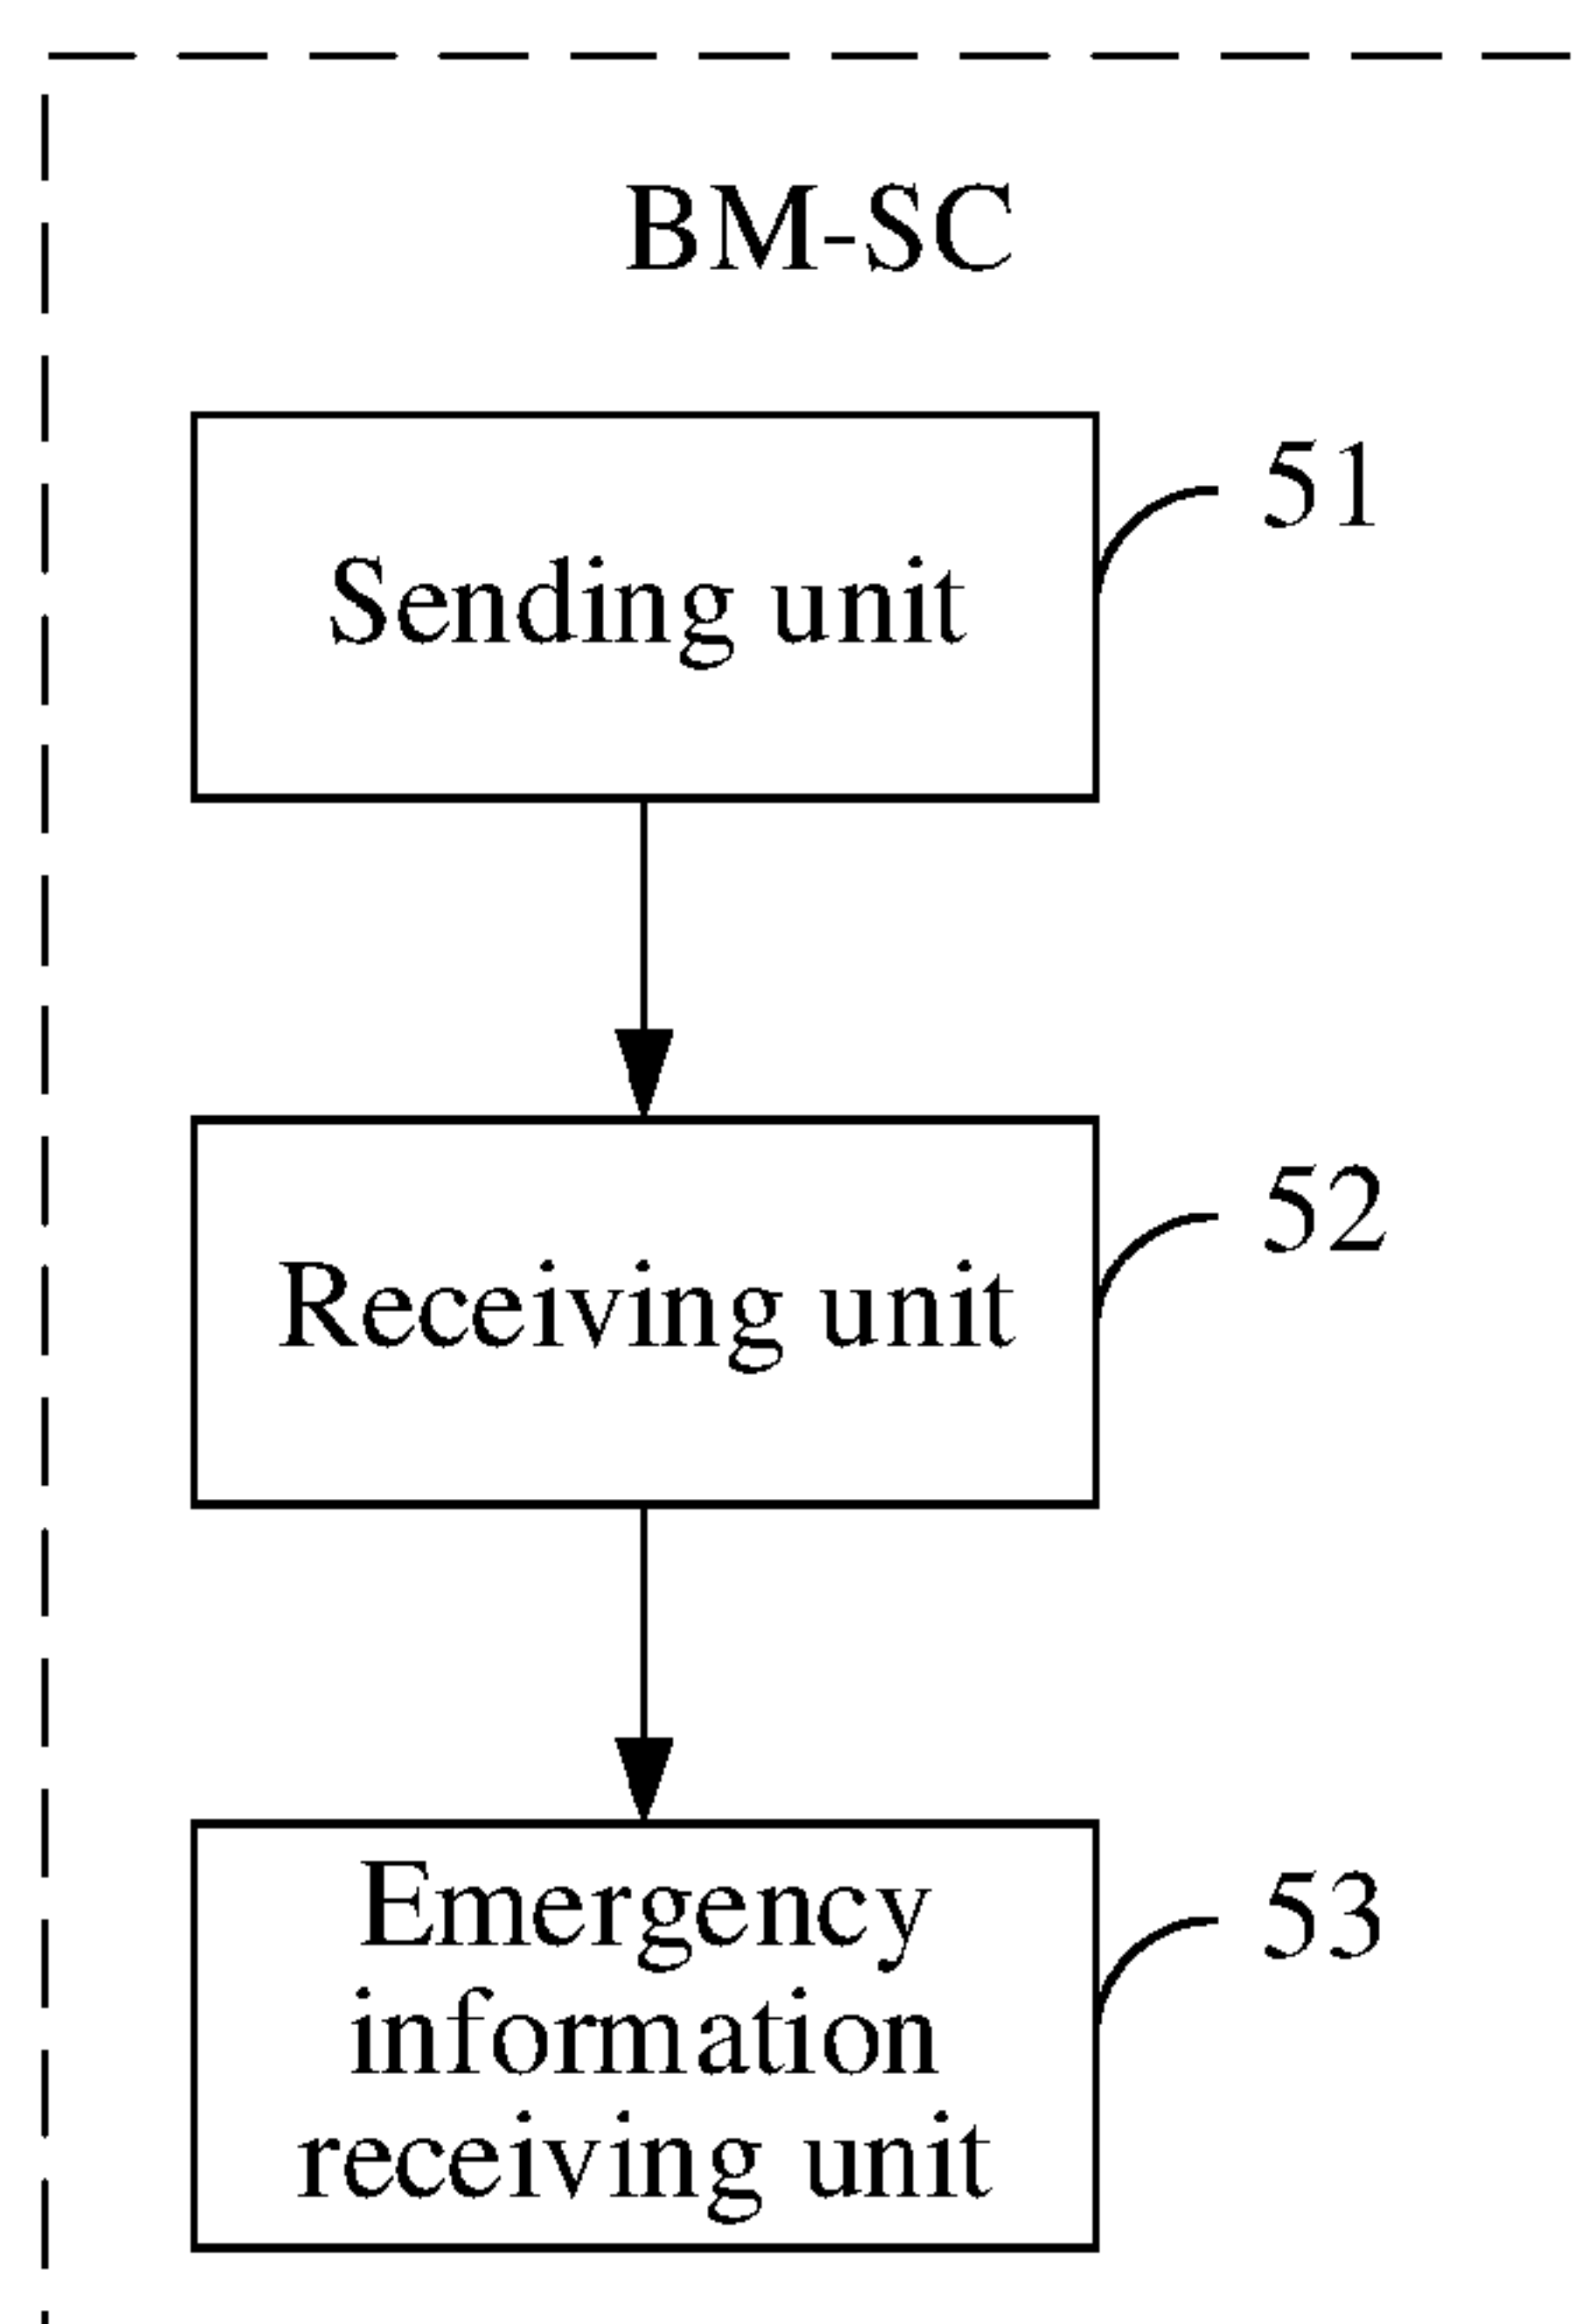 BM-SC
51
Sending unit
52
Receiving unit
53
Emergency
information
receiving unit